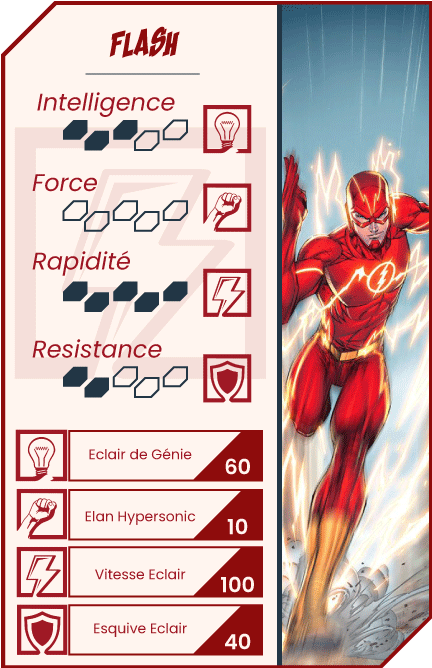 FLASH
Intelligence
Force
Rapidité
Resistance
Eclair de Génie
60
Elan Hypersonic
10
Vitesse Eclair
100
Esquive Eclair
40